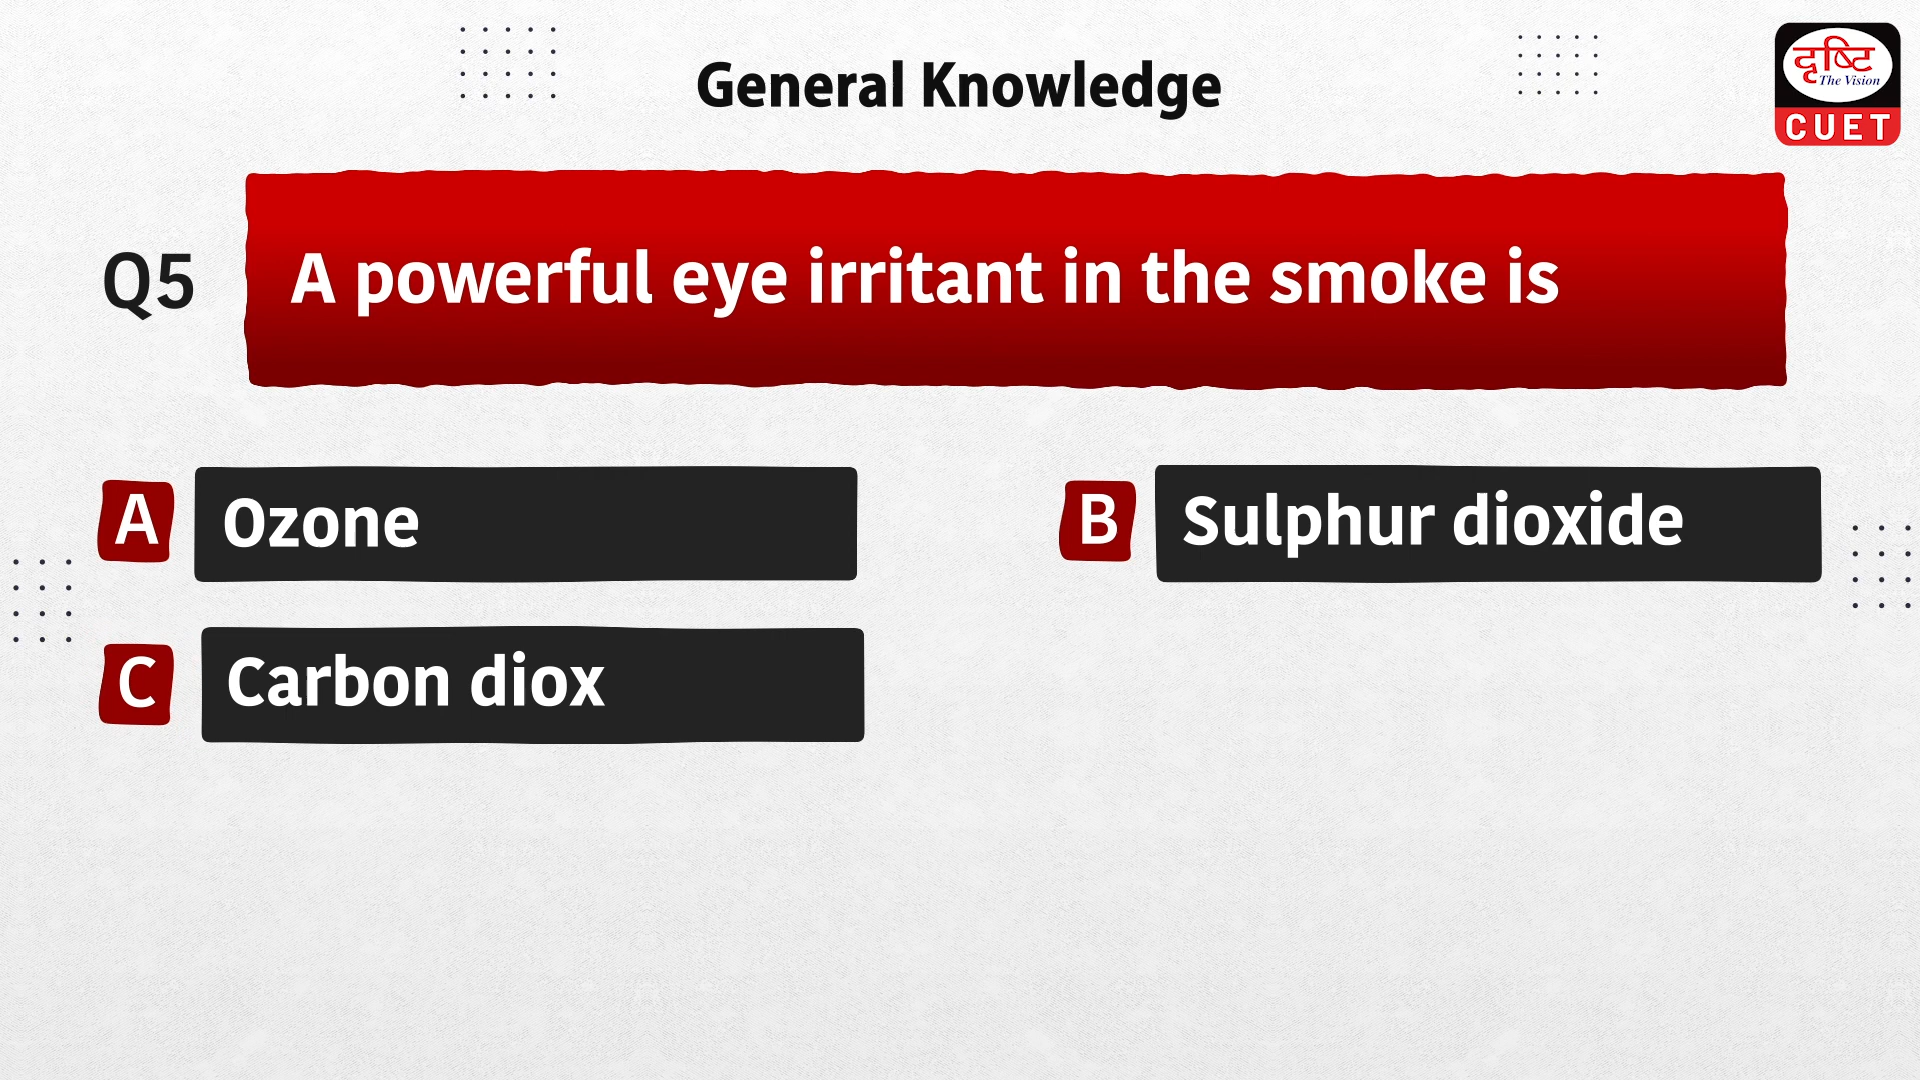 General Knowledge
दृष्टि
The Vision
CUET
Q5
A powerful eye irritant in the smoke is
A
Ozone
B
Sulphur dioxide
C
Carbon diox